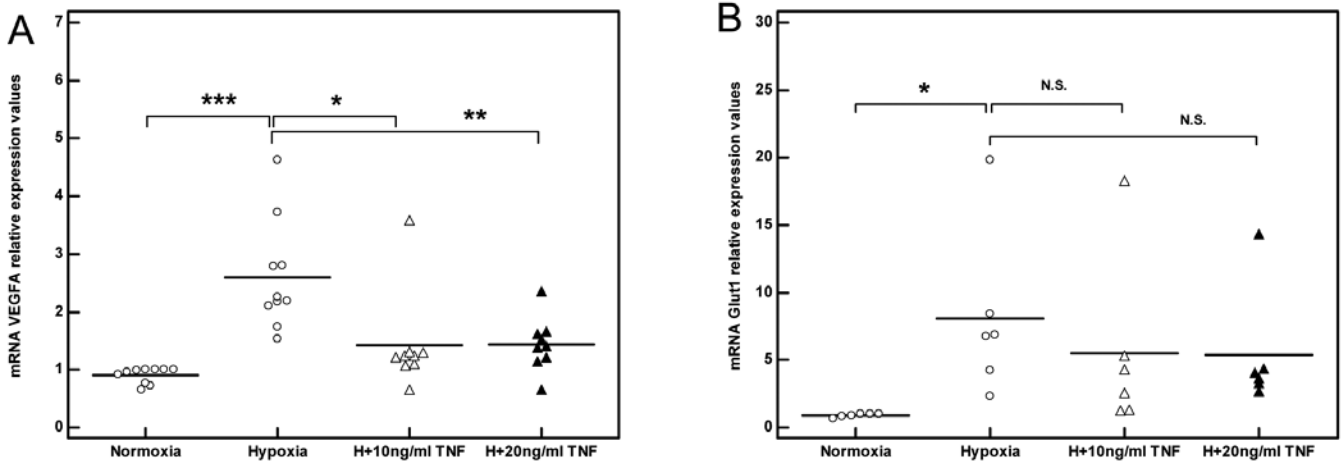 A
mRNA VEGFA relative expression values
7
6
5
4
3
2
1
0
***
*
**
Normoxia
Hypoxia
H+10ng/ml TNF
H+20ng/ml TNF
B
mRNA Glut1 relative expression values
30
25
20
15
10
5
0
*
N.S.
N.S.
Normoxia
Hypoxia
H+10ng/ml TNF
H+20ng/ml TNF